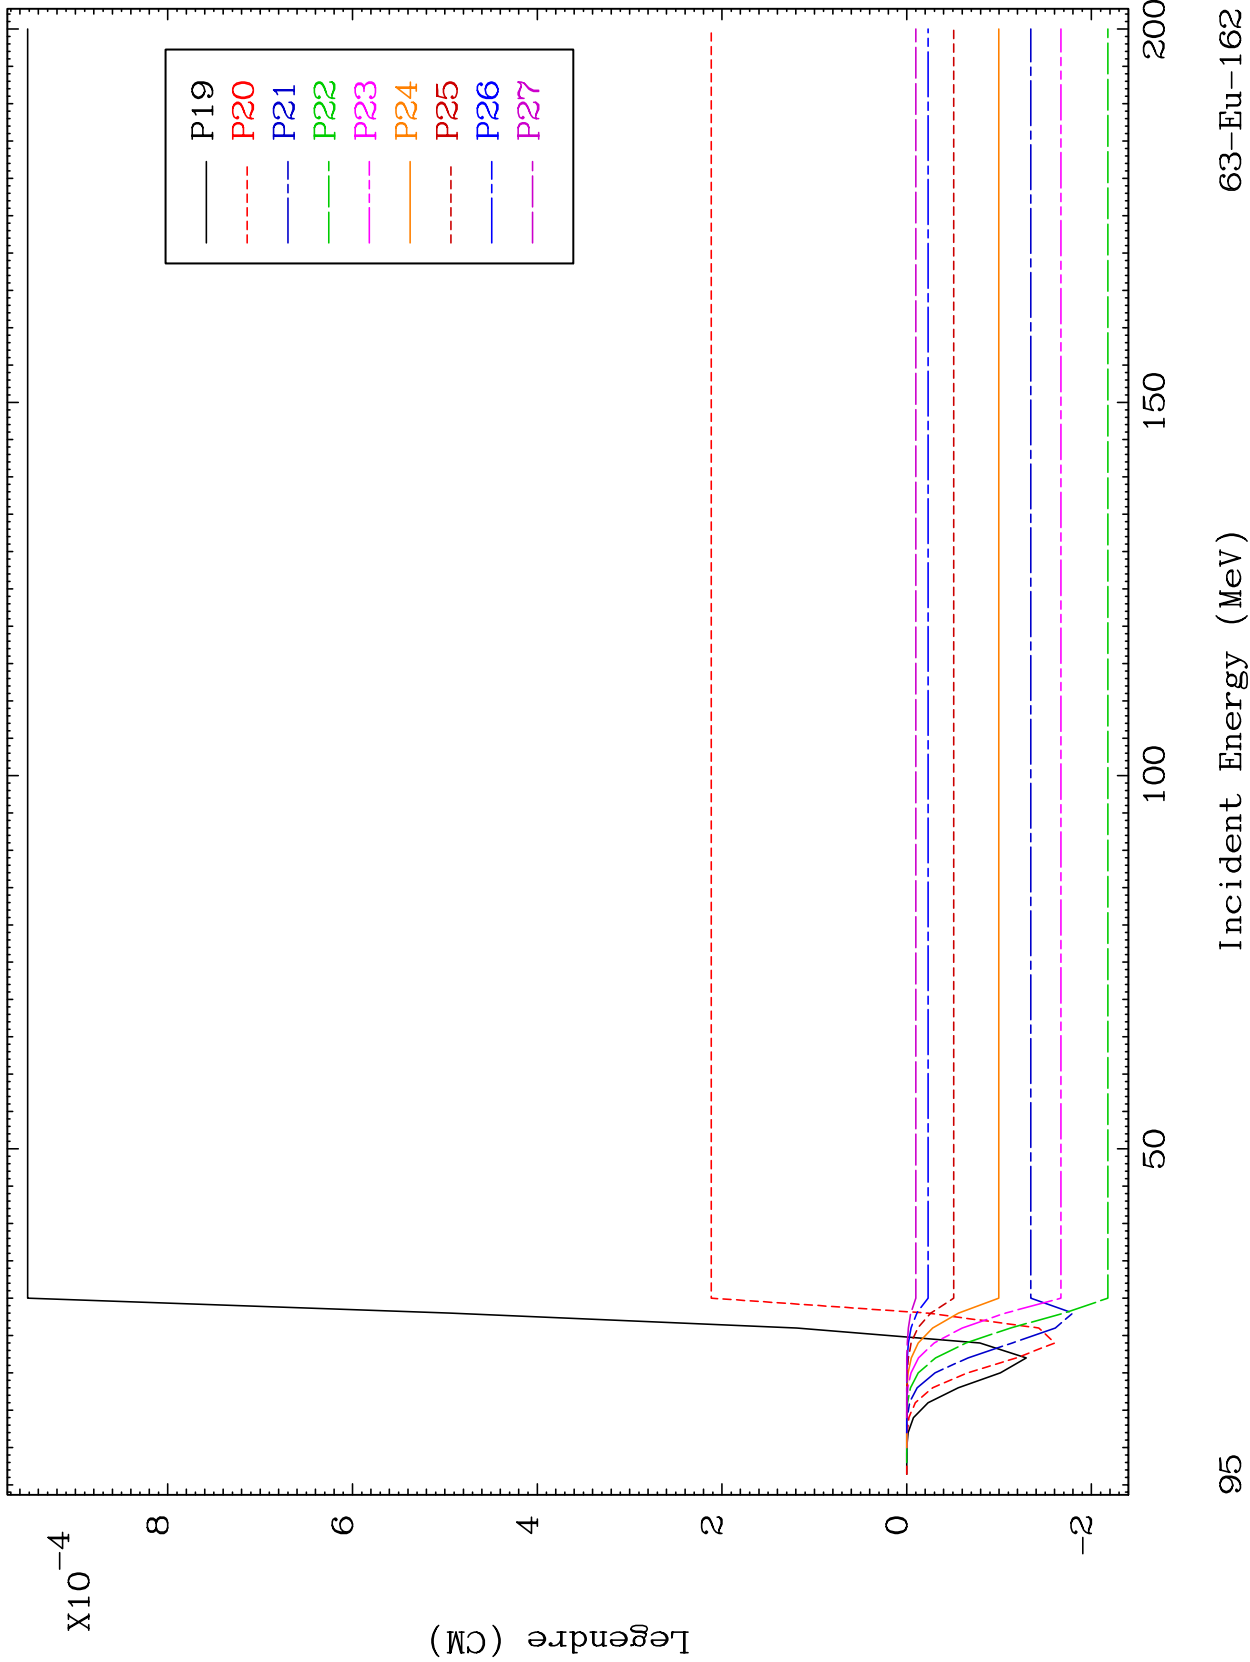 X10-4
8
6
4
2
0
-2
Legendre (CM)
P19
P20
P21
P22
P23
P24
P25
P26
P27
50
100
150
200
Incident Energy (MeV)
95
63-Eu-162